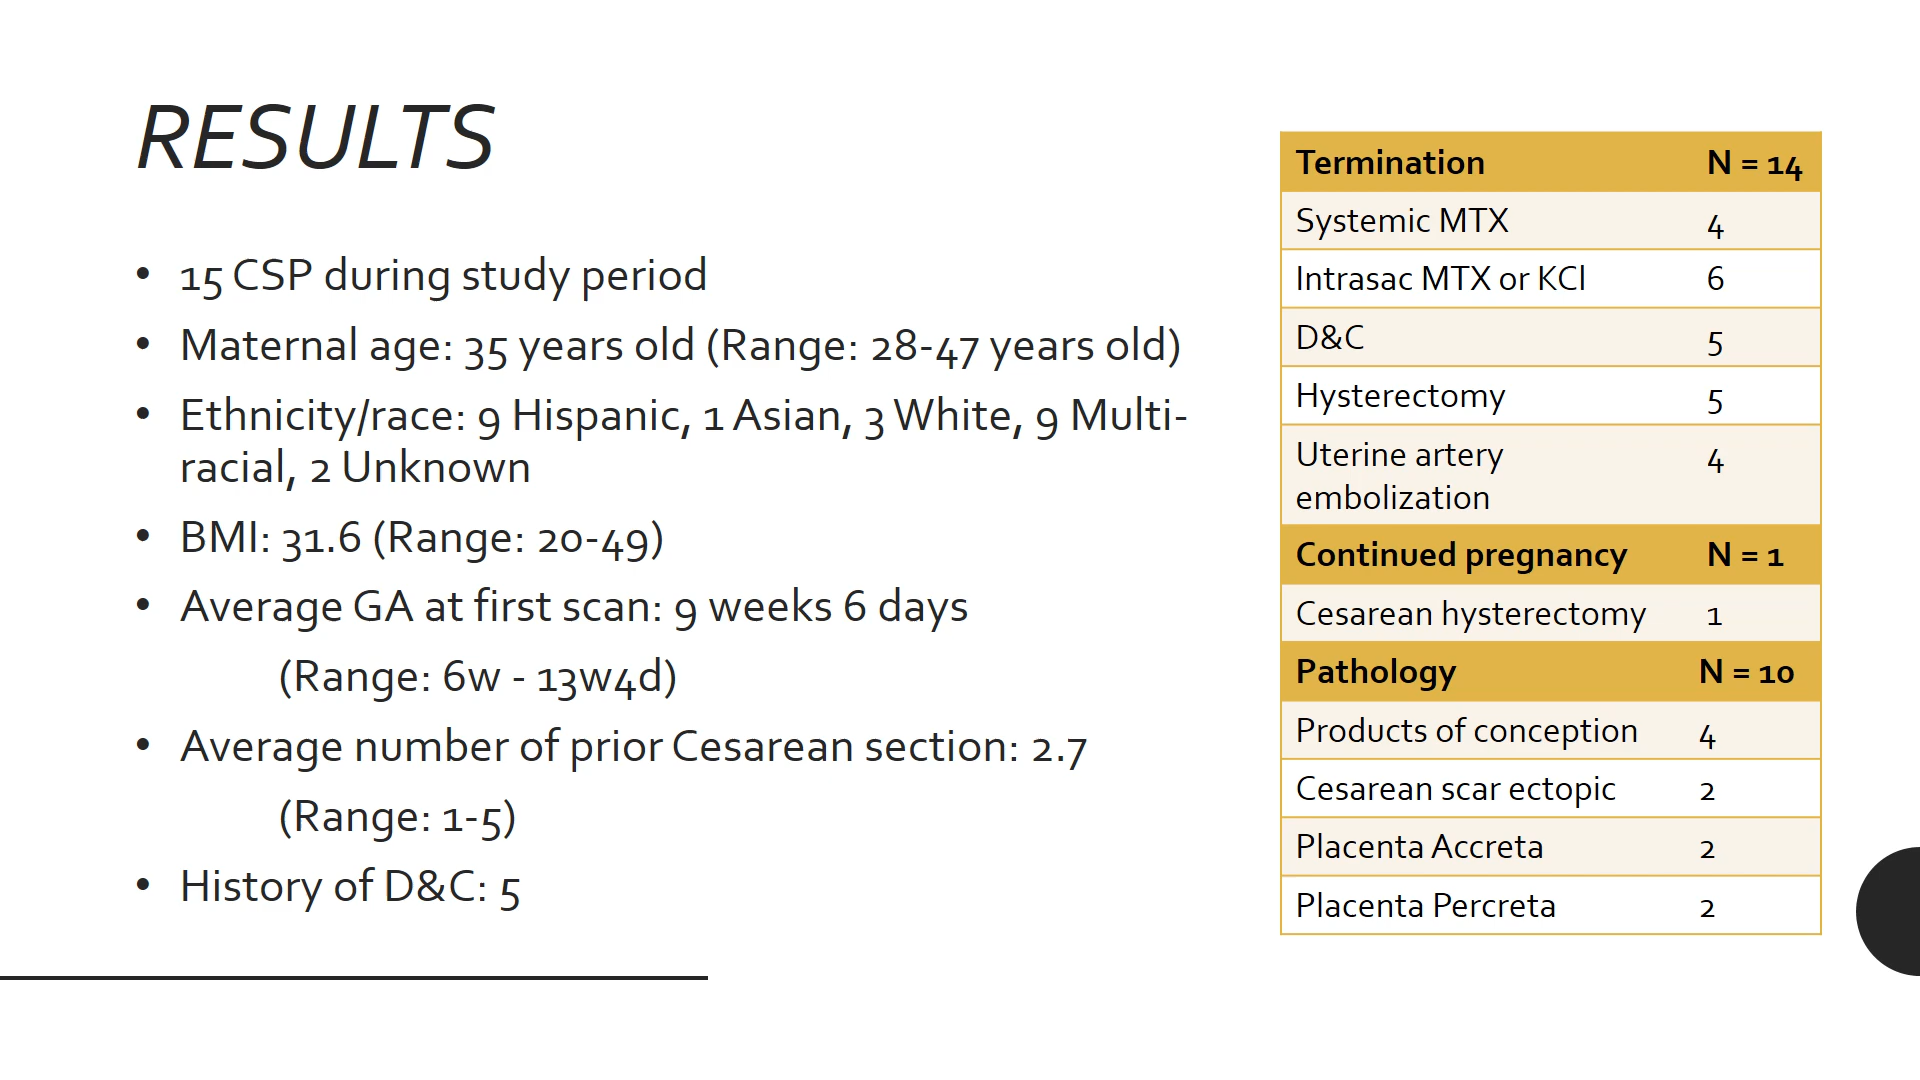 RESULTS
• 15 CSP during study period
• Maternal age: 35 years old (Range: 28-47 years old)
• Ethnicity/race: 9 Hispanic, 1 Asian, 3 White, 9 Multi-
racial, 2 Unknown
• BMI: 31.6 (Range: 20-49)
• Average GA at first scan: 9 weeks 6 days
(Range: 6w - 13w4d)
• Average number of prior Cesarean section: 2.7
(Range: 1-5)
• History of D&C: 5
Termination N = 14
Systemic MTX 4
Intrasac MTX or KCl 6
D&C 5
Hysterectomy 5
Uterine artery 4
embolization
Continued pregnancy N = 1
Cesarean hysterectomy 1
Pathology N = 10
Products of conception 4
Cesarean scar ectopic 2
Placenta Accreta 2
Placenta Percreta 2